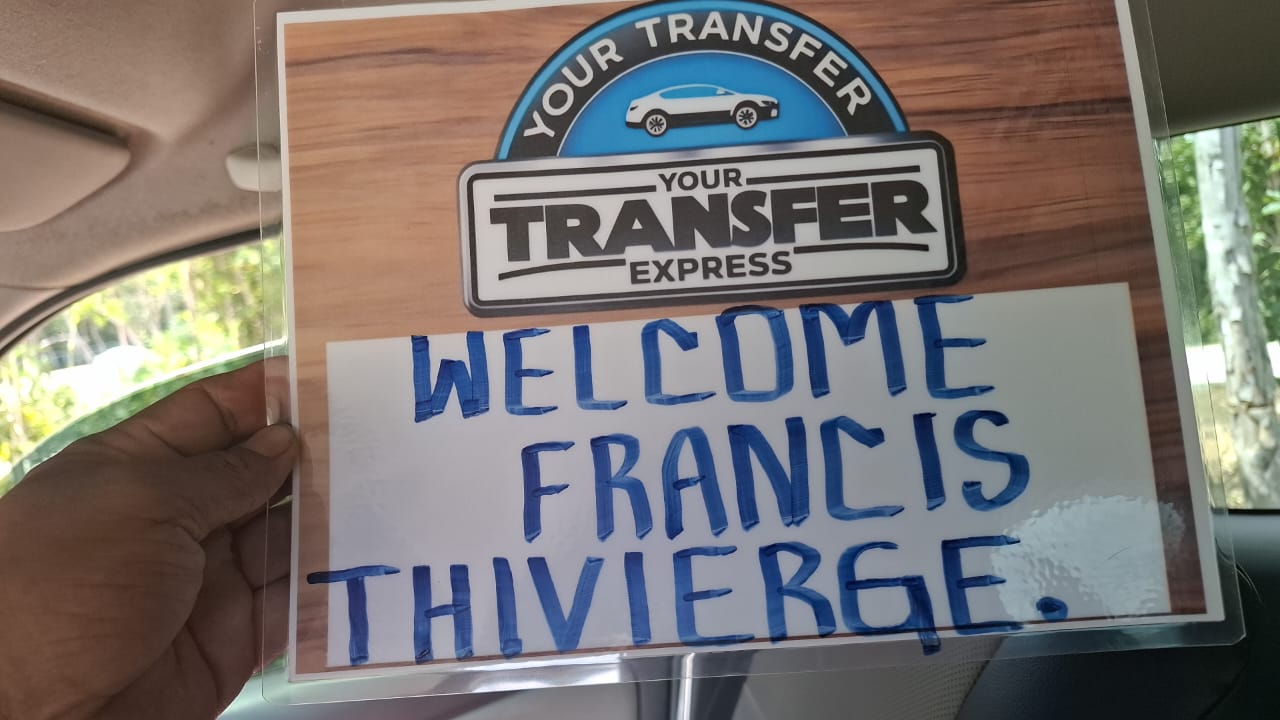 YOUR TRANSFER
YOUR
TRANSFER
EXPRESS
WELCOME
FRANCIS
THIVIERGE.